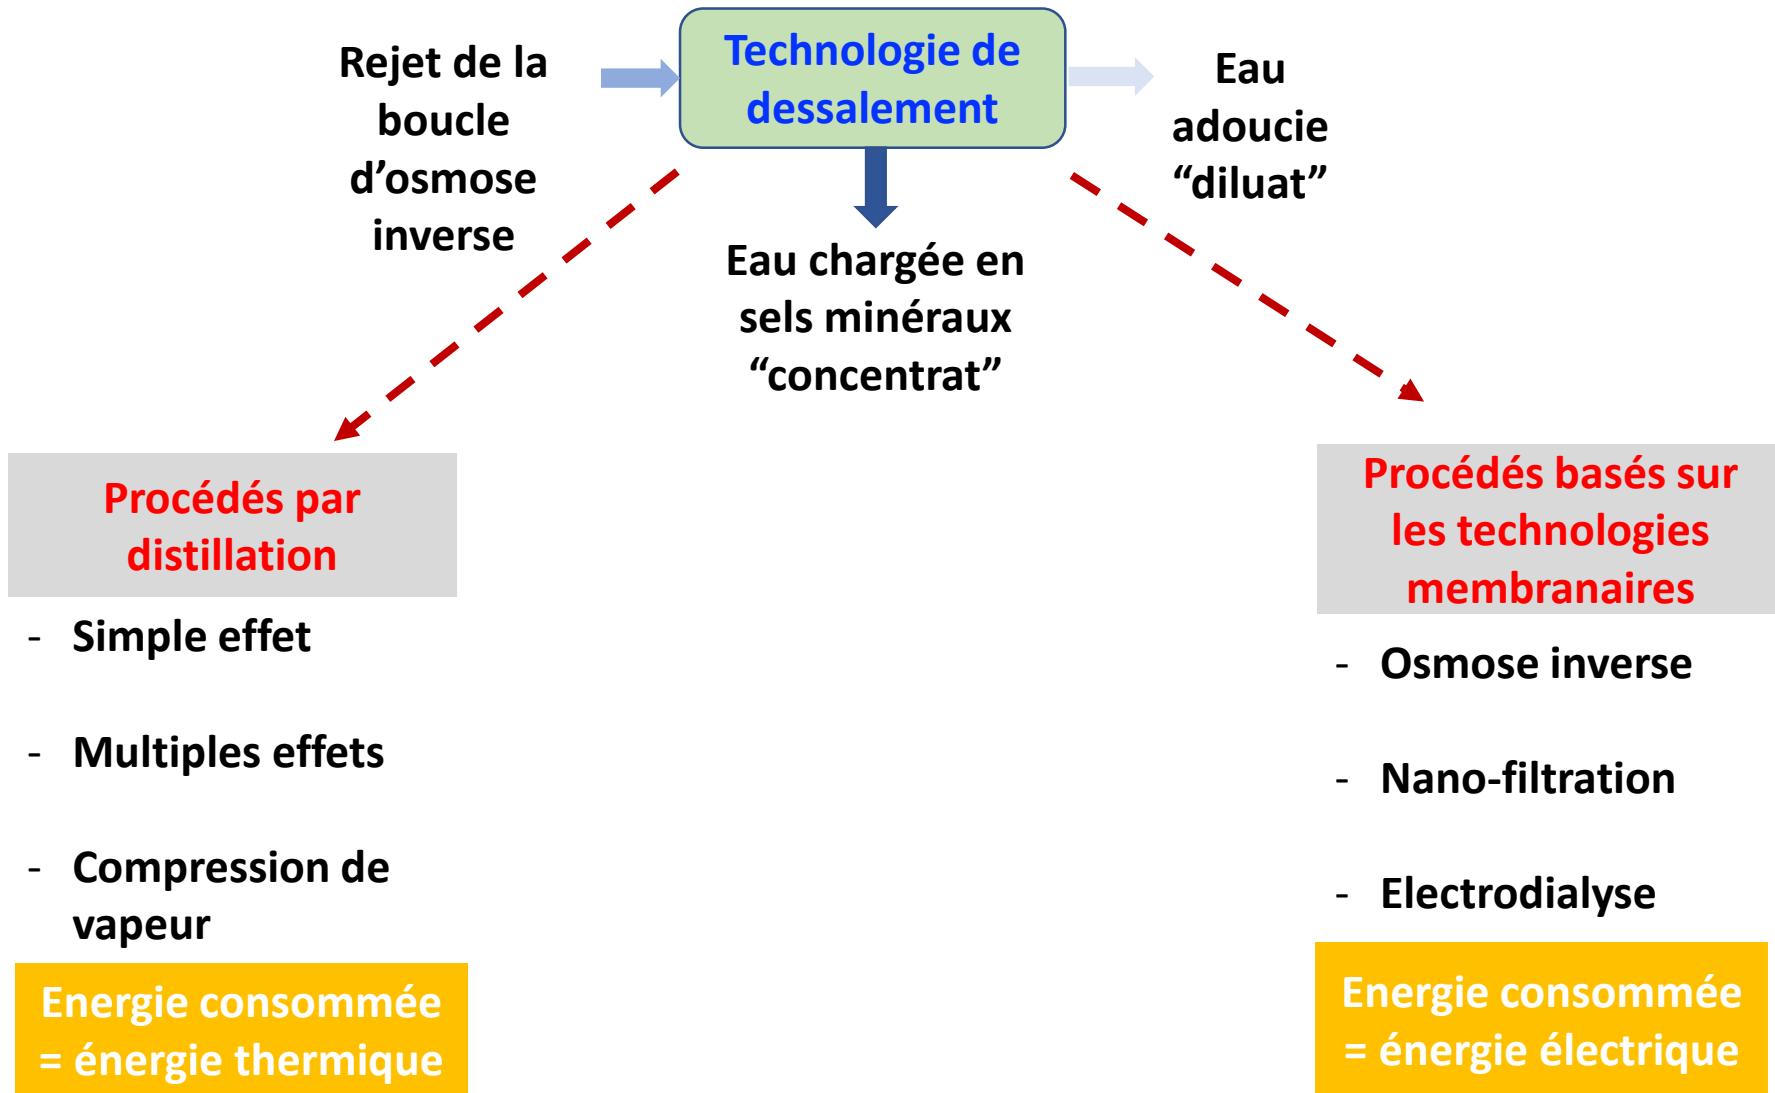 Rejet de la
boucle
d’osmose
inverse
Technologie de
dessalement
Eau
adoucie
“diluat”
Eau chargée en
sels minéraux
“concentrat”
Procédés par
distillation
- Simple effet
- Multiples effets
- Compression de
vapeur
Energie consommée
= énergie thermique
Procédés basés sur
les technologies
membranaires
- Osmose inverse
- Nano-filtration
- Electrodialyse
Energie consommée
= énergie électrique